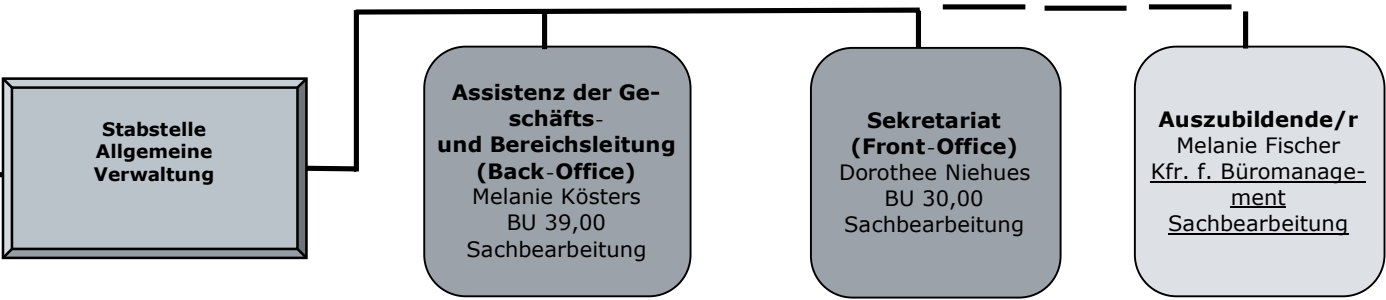 Stabstelle
Allgemeine
Verwaltung
Assistenz der Ge-
schäfts-
und Bereichsleitung
(Back-Office)
Melanie Kösters
BU 39,00
Sachbearbeitung
Sekretariat
(Front-Office)
Dorothee Niehues
BU 30,00
Sachbearbeitung
Auszubildende/r
Melanie Fischer
Kfr. f. Büromanage-
ment
Sachbearbeitung